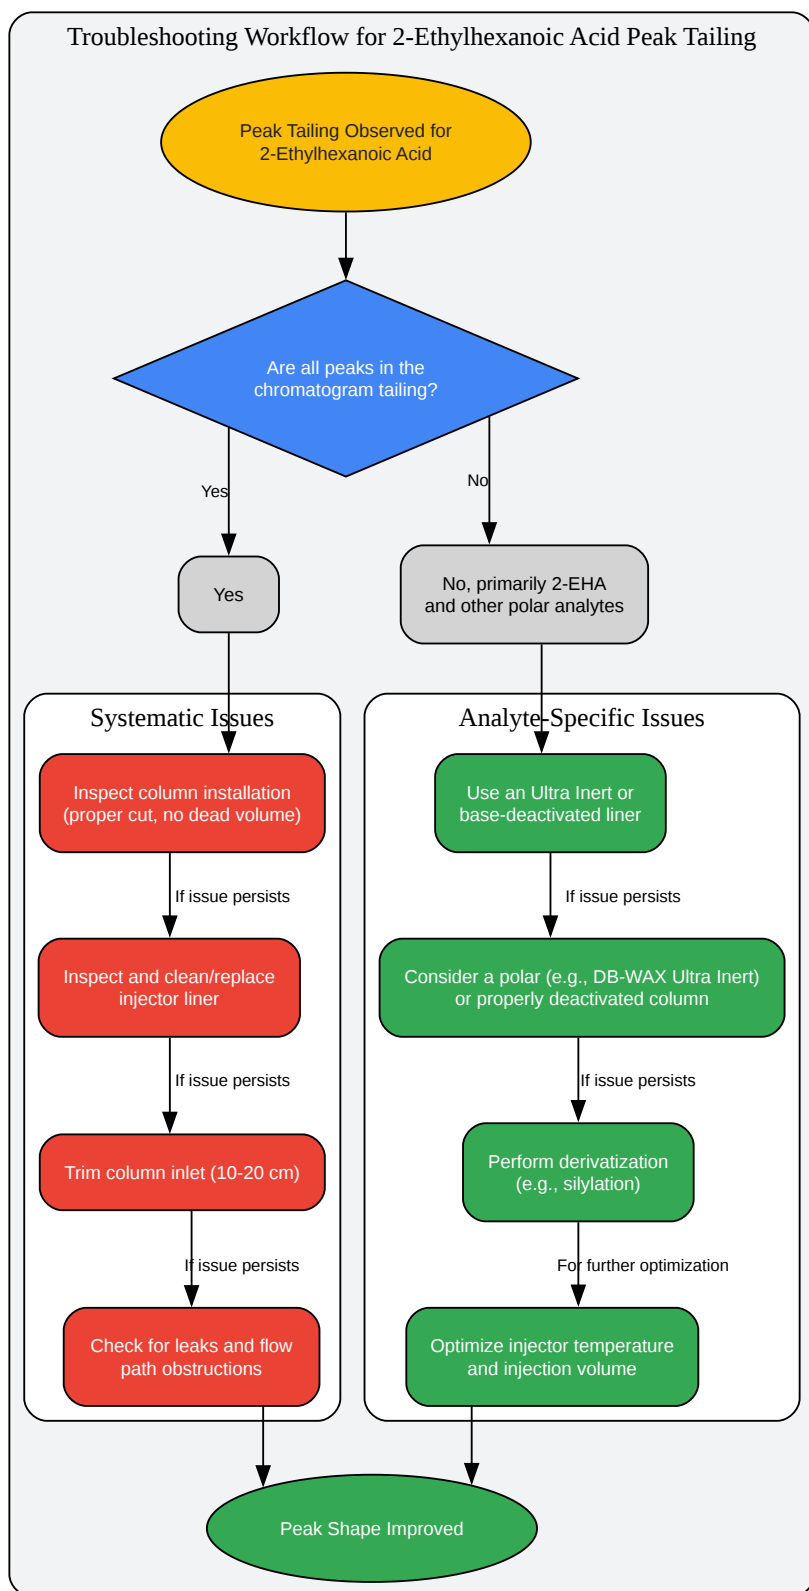 Troubleshooting Workflow for 2-Ethylhexanoic Acid Peak Tailing
Peak Tailing Observed for
2-Ethylhexanoic Acid
Are all peaks in the
chromatogram tailing?
Yes
No
Yes
No, primarily 2-EHA
and other polar analytes
Systematic Issues
Inspect column installation
(proper cut, no dead volume)
If issue persists
Inspect and clean/replace
injector liner
If issue persists
Trim column inlet (10-20 cm)
If issue persists
Check for leaks and flow
path obstructions
Analyte-Specific Issues
Use an Ultra Inert or
base-deactivated liner
If issue persists
Consider a polar (e.g., DB-WAX Ultra Inert)
or properly deactivated column
If issue persists
Perform derivatization
(e.g., silylation)
For further optimization
Optimize injector temperature
and injection volume
Peak Shape Improved